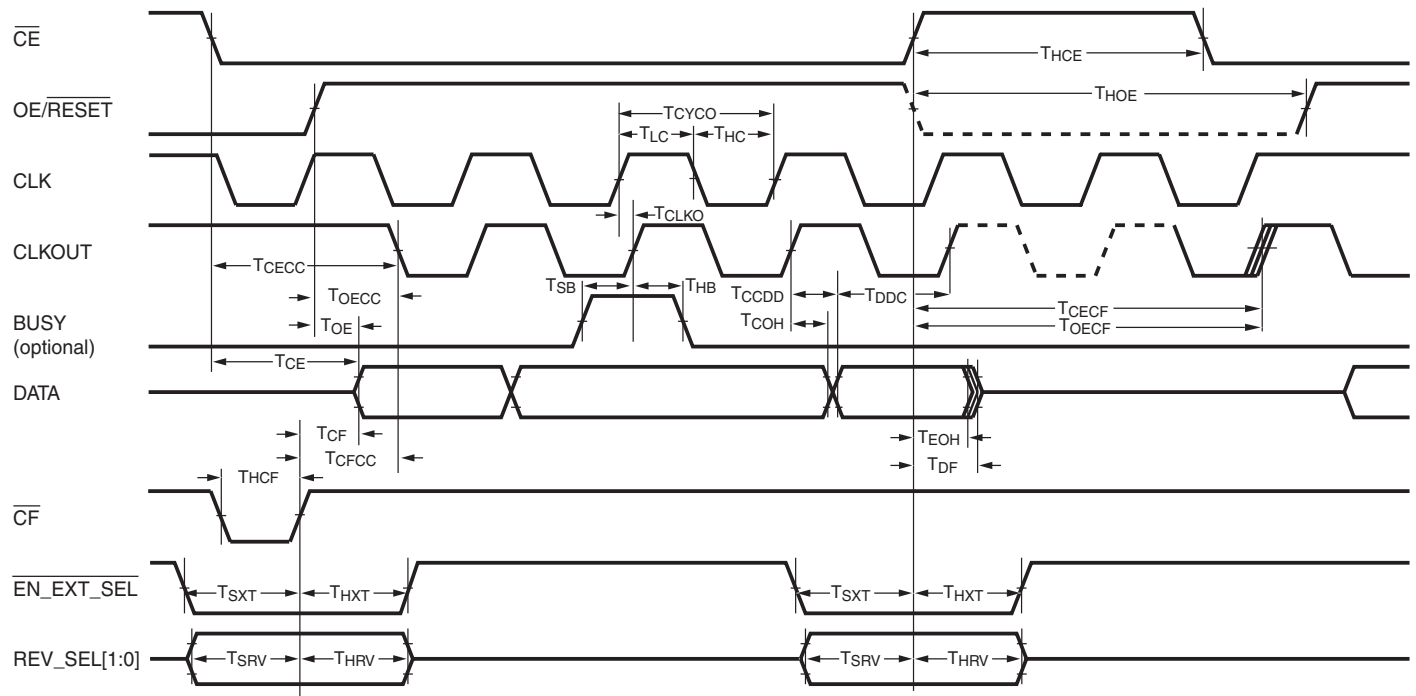 CE
THCE
OE/RESET
THOE
TCYCO
TLC
THC
CLK
TCLKO
CLKOUT
TCECC
TSB
THB
TCCDD
TDDC
TOECC
TCOH
TCECF
TOECF
TOE
BUSY
(optional)
TCE
DATA
TCF
TEOH
TCFCC
TDF
THCF
CF
EN_EXT_SEL
TSXT
THXT
TSXT
THXT
REV_SEL[1:0]
TSRV
THRV
TSRV
THRV